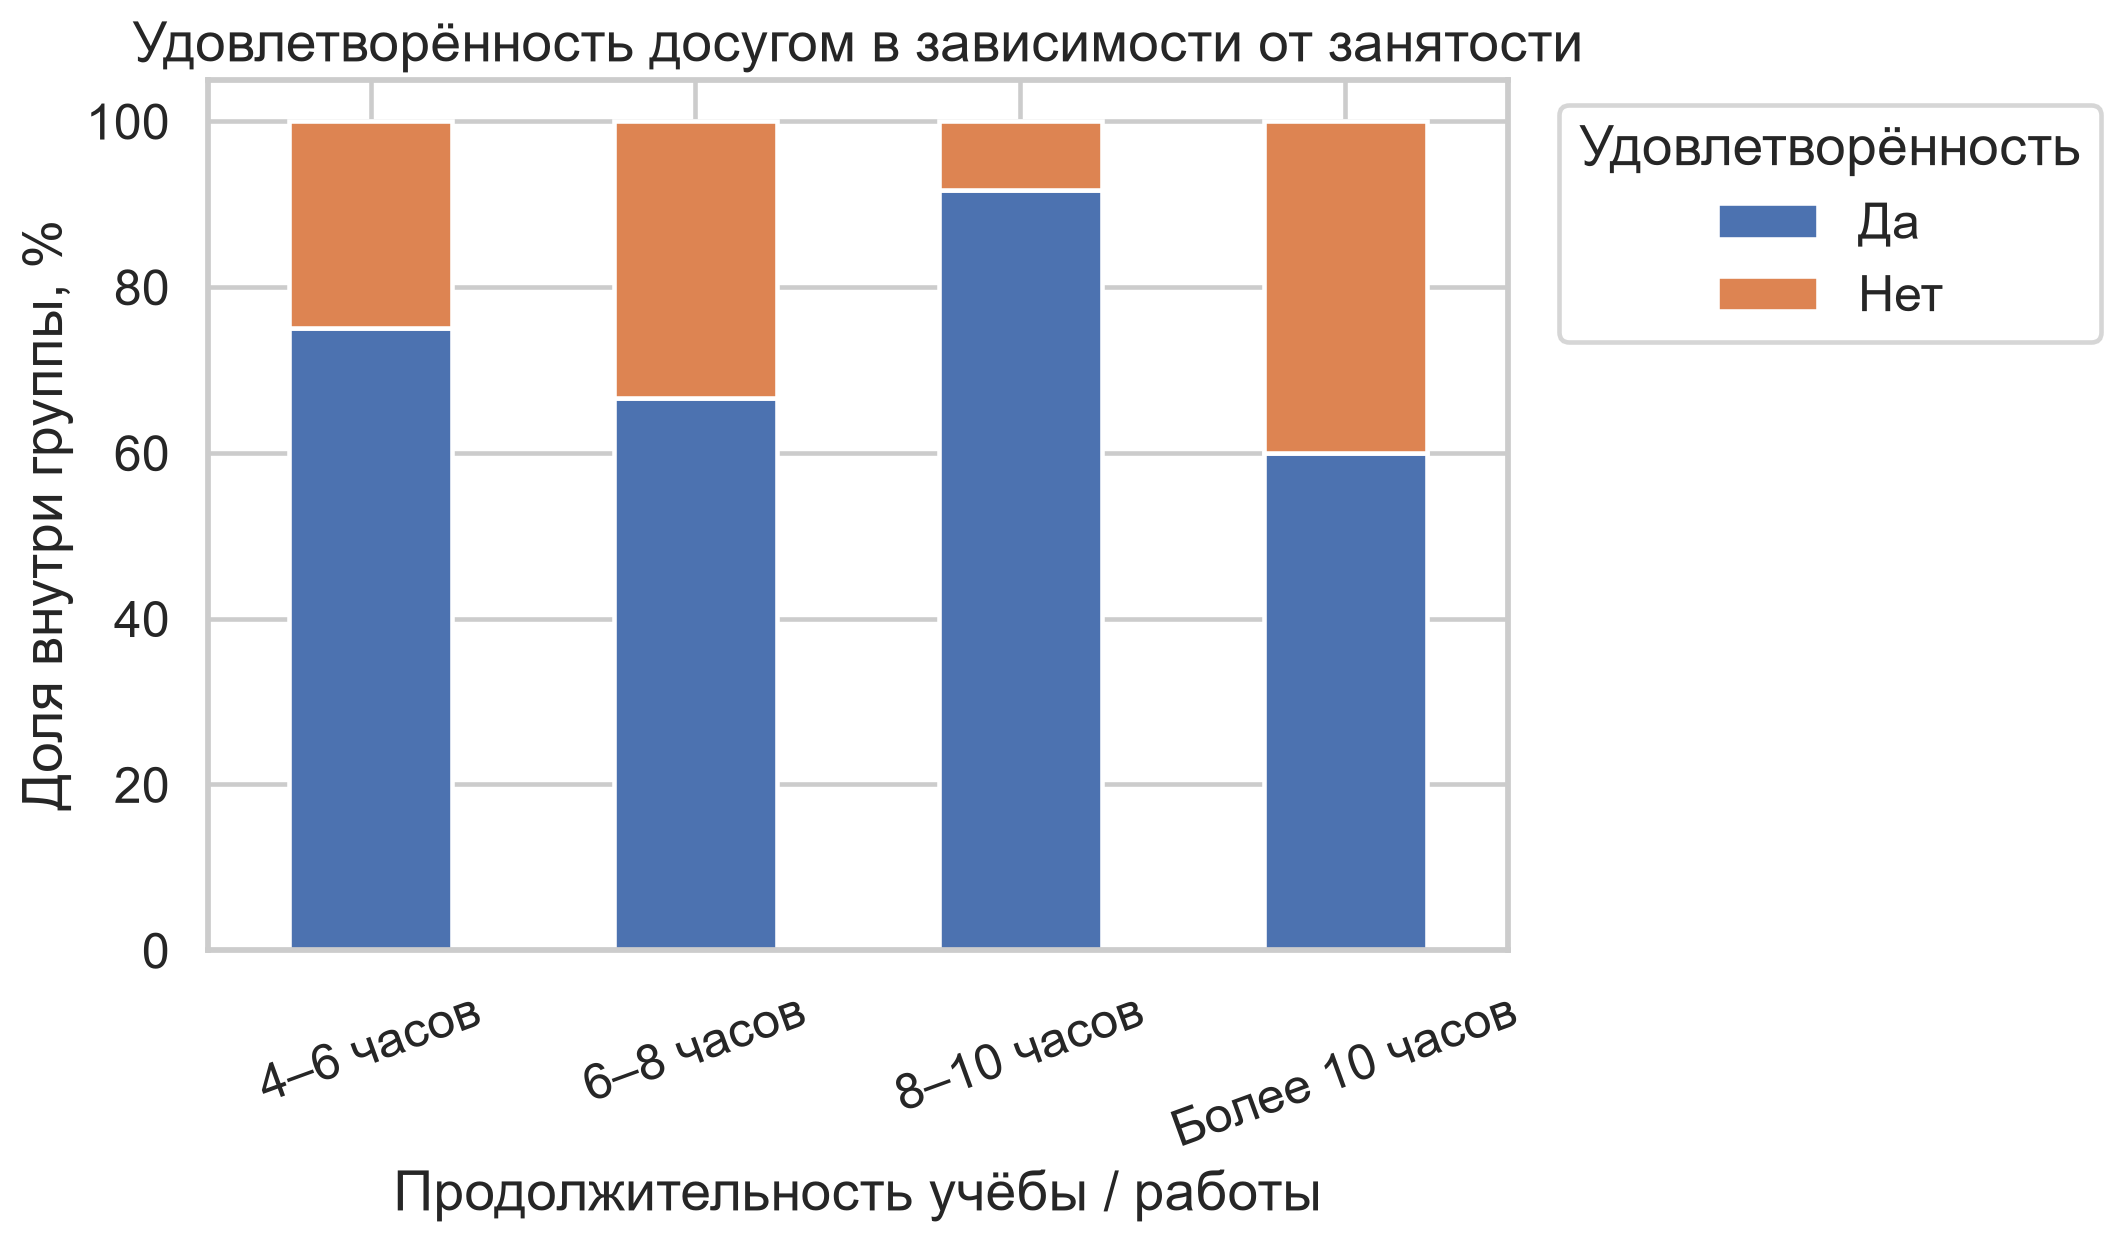 Удовлетворённость досугом в зависимости от занятости
Доля внутри группы, %
100
80
60
40
20
0
4–6 часов
6–8 часов
8–10 часов
Более 10 часов
Продолжительность учёбы / работы
Удовлетворённость
Да
Нет